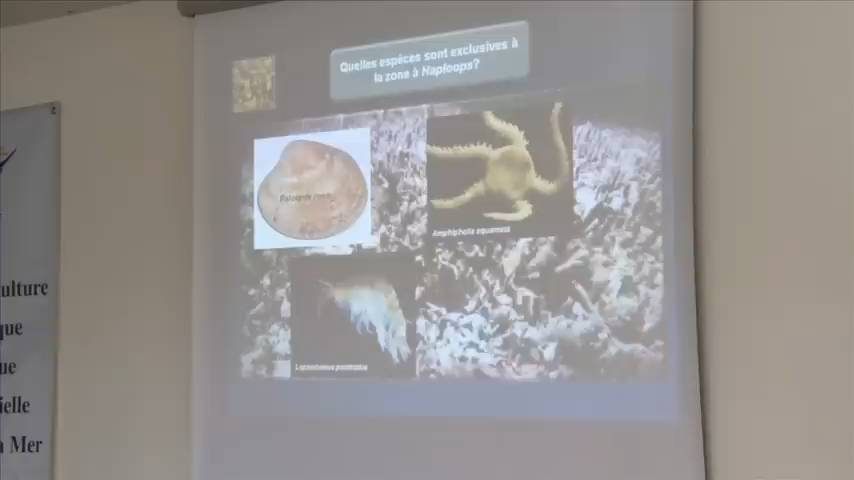 Quelles espèces sont exclusives à
la zone à Haploops?
Amphipholis squamata
ulture
que
ue
ielle
a Mer